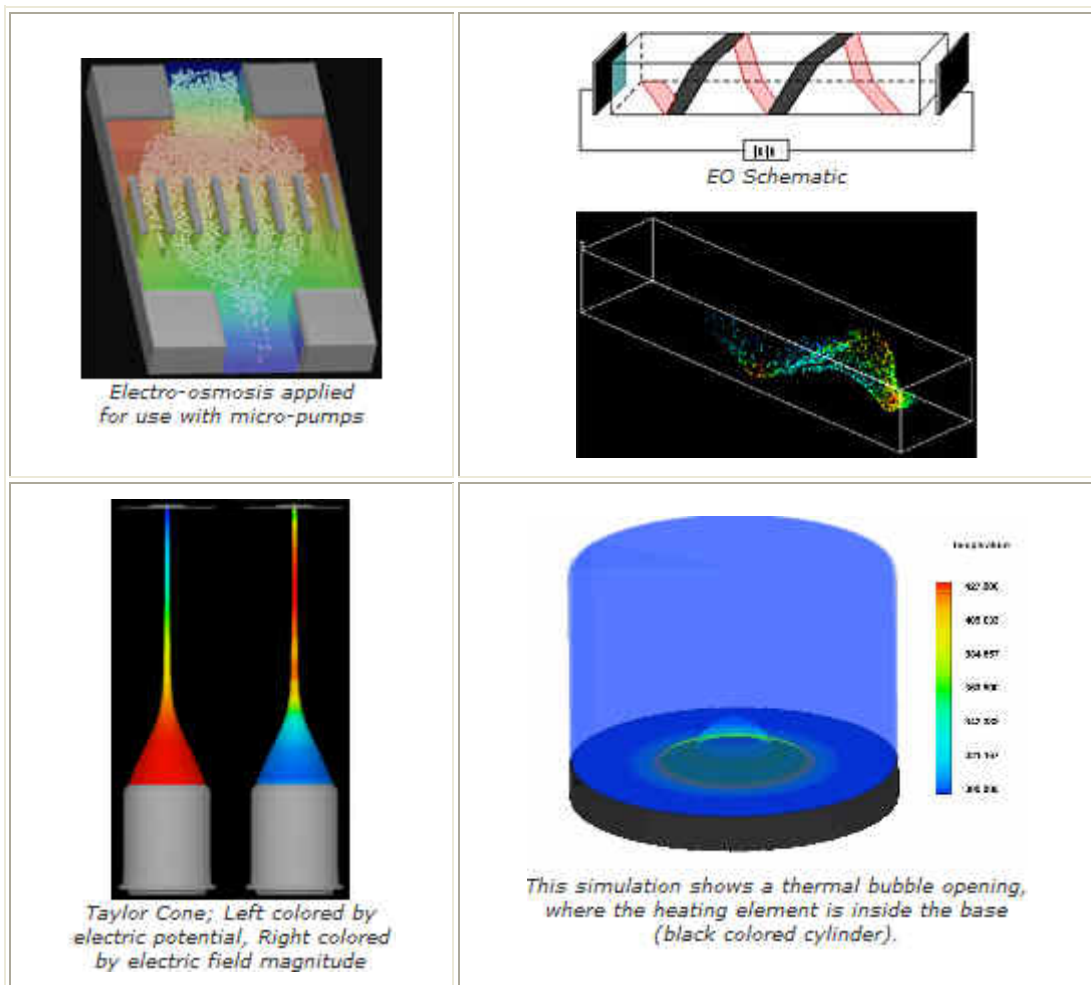 EO Schematic
Electro-osmosis applied
for use with micro-pumps
Taylor Cone; Left colored by
electric potential, Right colored
by electric field magnitude
This simulation shows a thermal bubble opening,
where the heating element is inside the base
(black colored cylinder).